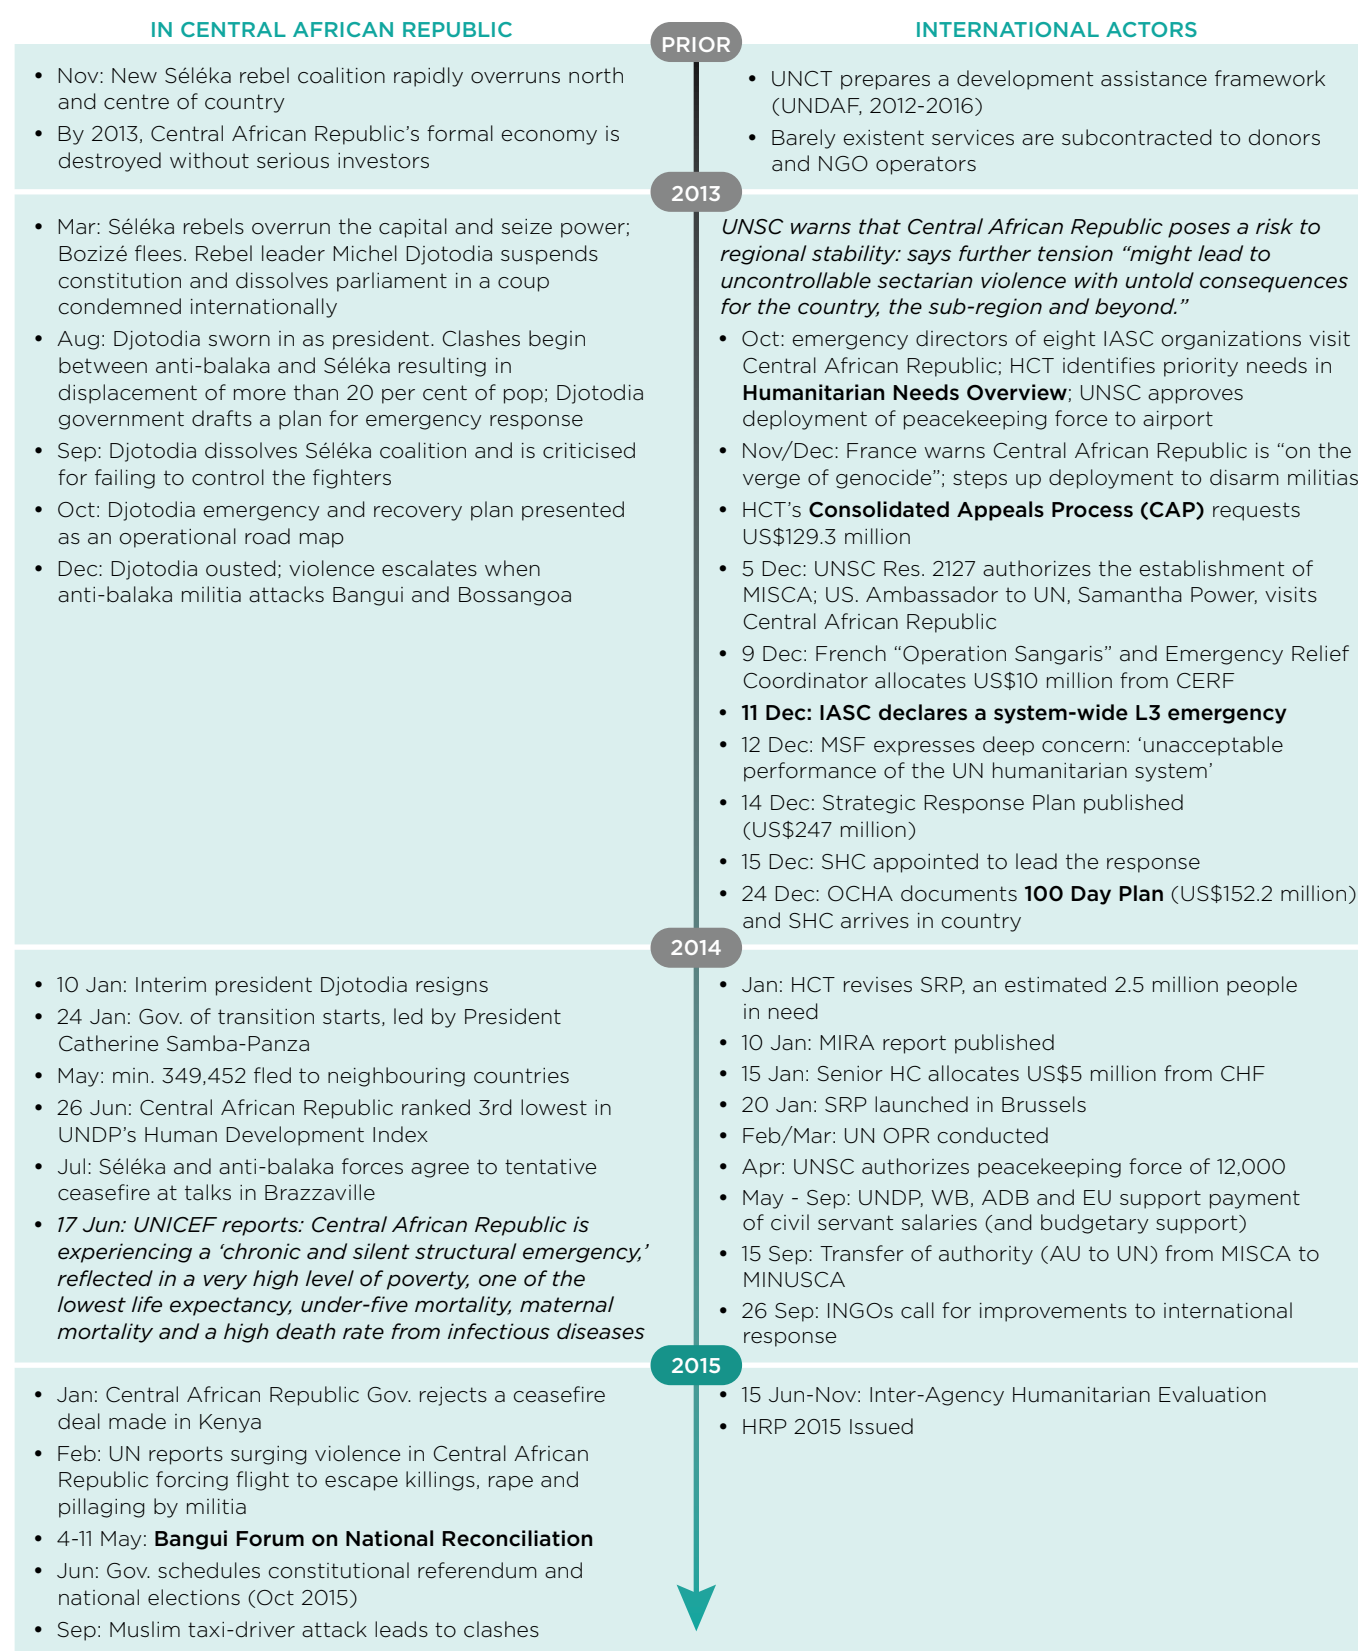 IN CENTRAL AFRICAN REPUBLIC
INTERNATIONAL ACTORS
PRIOR
• Nov: New Séléka rebel coalition rapidly overruns north
and centre of country
• By 2013, Central African Republic's formal economy is
destroyed without serious investors
• UNCT prepares a development assistance framework
(UNDAF, 2012-2016)
• Barely existent services are subcontracted to donors
and NGO operators
2013
• Mar: Séléka rebels overrun the capital and seize power;
Bozizé flees. Rebel leader Michel Djotodia suspends
constitution and dissolves parliament in a coup
condemned internationally
• Aug: Djotodia sworn in as president. Clashes begin
between anti-balaka and Séléka resulting in
displacement of more than 20 per cent of pop; Djotodia
government drafts a plan for emergency response
• Sep: Djotodia dissolves Séléka coalition and is criticised
for failing to control the fighters
• Oct: Djotodia emergency and recovery plan presented
as an operational road map
• Dec: Djotodia ousted; violence escalates when
anti-balaka militia attacks Bangui and Bossangoa
UNSC warns that Central African Republic poses a risk to
regional stability: says further tension “might lead to
uncontrollable sectarian violence with untold consequences
for the country, the sub-region and beyond.”
• Oct: emergency directors of eight IASC organizations visit
Central African Republic; HCT identifies priority needs in
Humanitarian Needs Overview; UNSC approves
deployment of peacekeeping force to airport
• Nov/Dec: France warns Central African Republic is “on the
verge of genocide”; steps up deployment to disarm militias
• HCT's Consolidated Appeals Process (CAP) requests
US$129.3 million
• 5 Dec: UNSC Res. 2127 authorizes the establishment of
MISCA; US. Ambassador to UN, Samantha Power, visits
Central African Republic
• 9 Dec: French “Operation Sangaris” and Emergency Relief
Coordinator allocates US$10 million from CERF
• 11 Dec: IASC declares a system-wide L3 emergency
• 12 Dec: MSF expresses deep concern: ‘unacceptable
performance of the UN humanitarian system’
• 14 Dec: Strategic Response Plan published
(US$247 million)
• 15 Dec: SHC appointed to lead the response
• 24 Dec: OCHA documents 100 Day Plan (US$152.2 million)
and SHC arrives in country
2014
• 10 Jan: Interim president Djotodia resigns
• 24 Jan: Gov. of transition starts, led by President
Catherine Samba-Panza
• May: min. 349,452 fled to neighbouring countries
• 26 Jun: Central African Republic ranked 3rd lowest in
UNDP's Human Development Index
• Jul: Séléka and anti-balaka forces agree to tentative
ceasefire at talks in Brazzaville
• 17 Jun: UNICEF reports: Central African Republic is
experiencing a ‘chronic and silent structural emergency,’
reflected in a very high level of poverty, one of the
lowest life expectancy, under-five mortality, maternal
mortality and a high death rate from infectious diseases
• Jan: HCT revises SRP, an estimated 2.5 million people
in need
• 10 Jan: MIRA report published
• 15 Jan: Senior HC allocates US$5 million from CHF
• 20 Jan: SRP launched in Brussels
• Feb/Mar: UN OPR conducted
• Apr: UNSC authorizes peacekeeping force of 12,000
• May - Sep: UNDP, WB, ADB and EU support payment
of civil servant salaries (and budgetary support)
• 15 Sep: Transfer of authority (AU to UN) from MISCA to
MINUSCA
• 26 Sep: INGOs call for improvements to international
response
2015
• Jan: Central African Republic Gov. rejects a ceasefire
deal made in Kenya
• Feb: UN reports surging violence in Central African
Republic forcing flight to escape killings, rape and
pillaging by militia
• 4-11 May: Bangui Forum on National Reconciliation
• Jun: Gov. schedules constitutional referendum and
national elections (Oct 2015)
• Sep: Muslim taxi-driver attack leads to clashes
• 15 Jun-Nov: Inter-Agency Humanitarian Evaluation
• HRP 2015 Issued